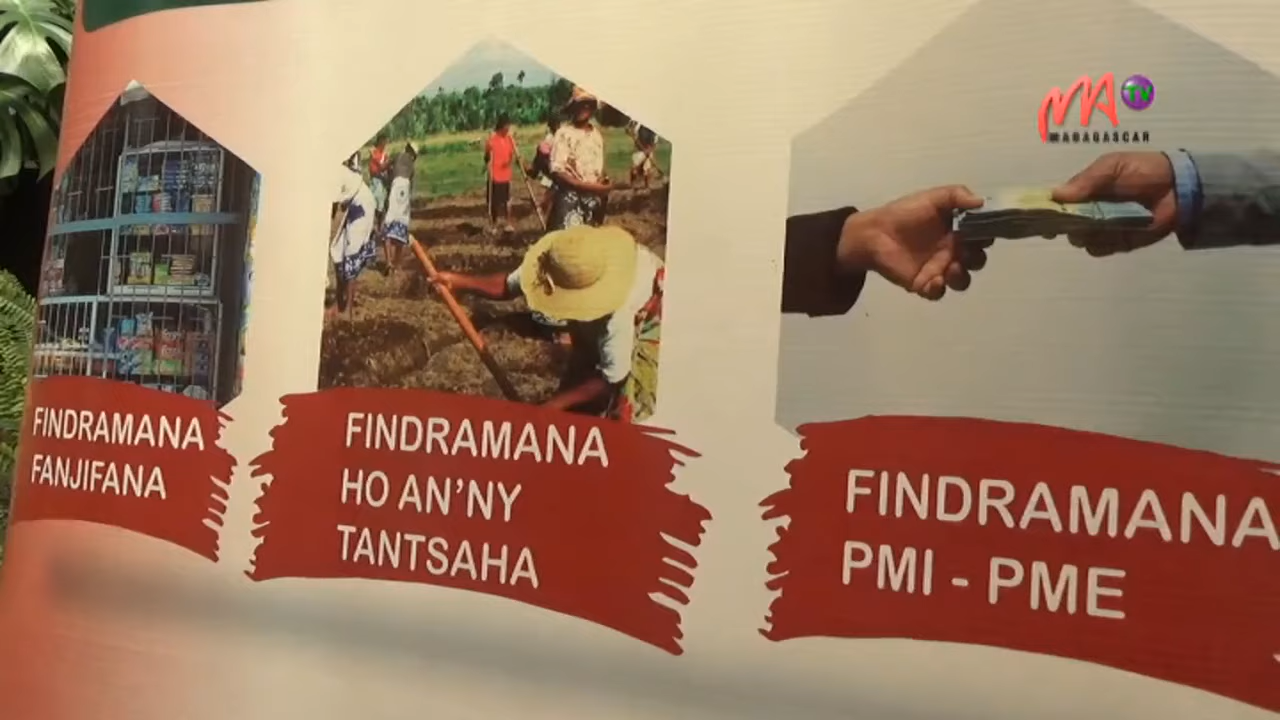 MA TV
MADAGASCAR
FINDRAMANA
FANJIFANA
FINDRAMANA
HO AN'NY
TANTSAHA
FINDRAMANA
PMI - PME